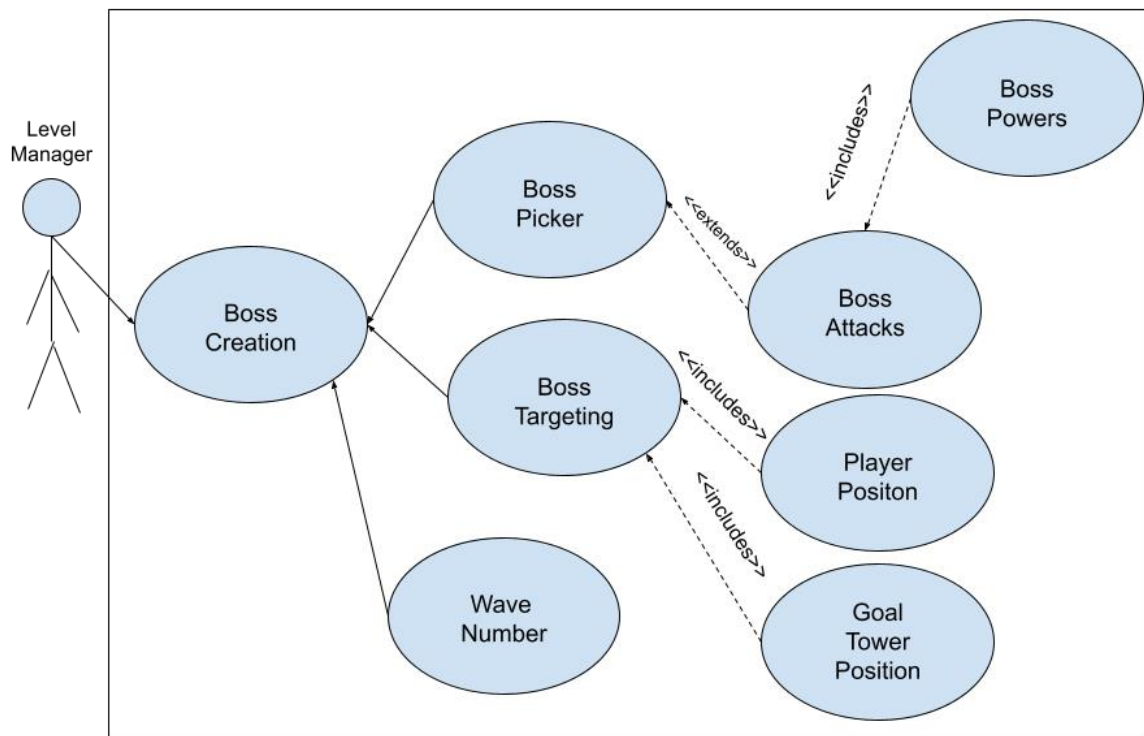 Level
Manager
Boss
Creation
Boss
Picker
Boss
Targeting
Wave
Number
<<extends>>
<<includes>>
Boss
Powers
Boss
Attacks
<<includes>>
Player
Positon
<<includes>>
Goal
Tower
Position